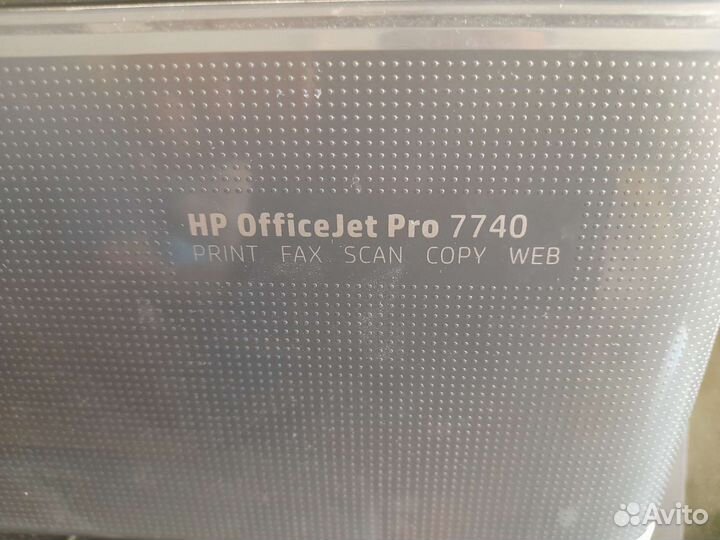 HP OfficeJet Pro 7740
PRINT FAX SCAN COPY WEB
Avito